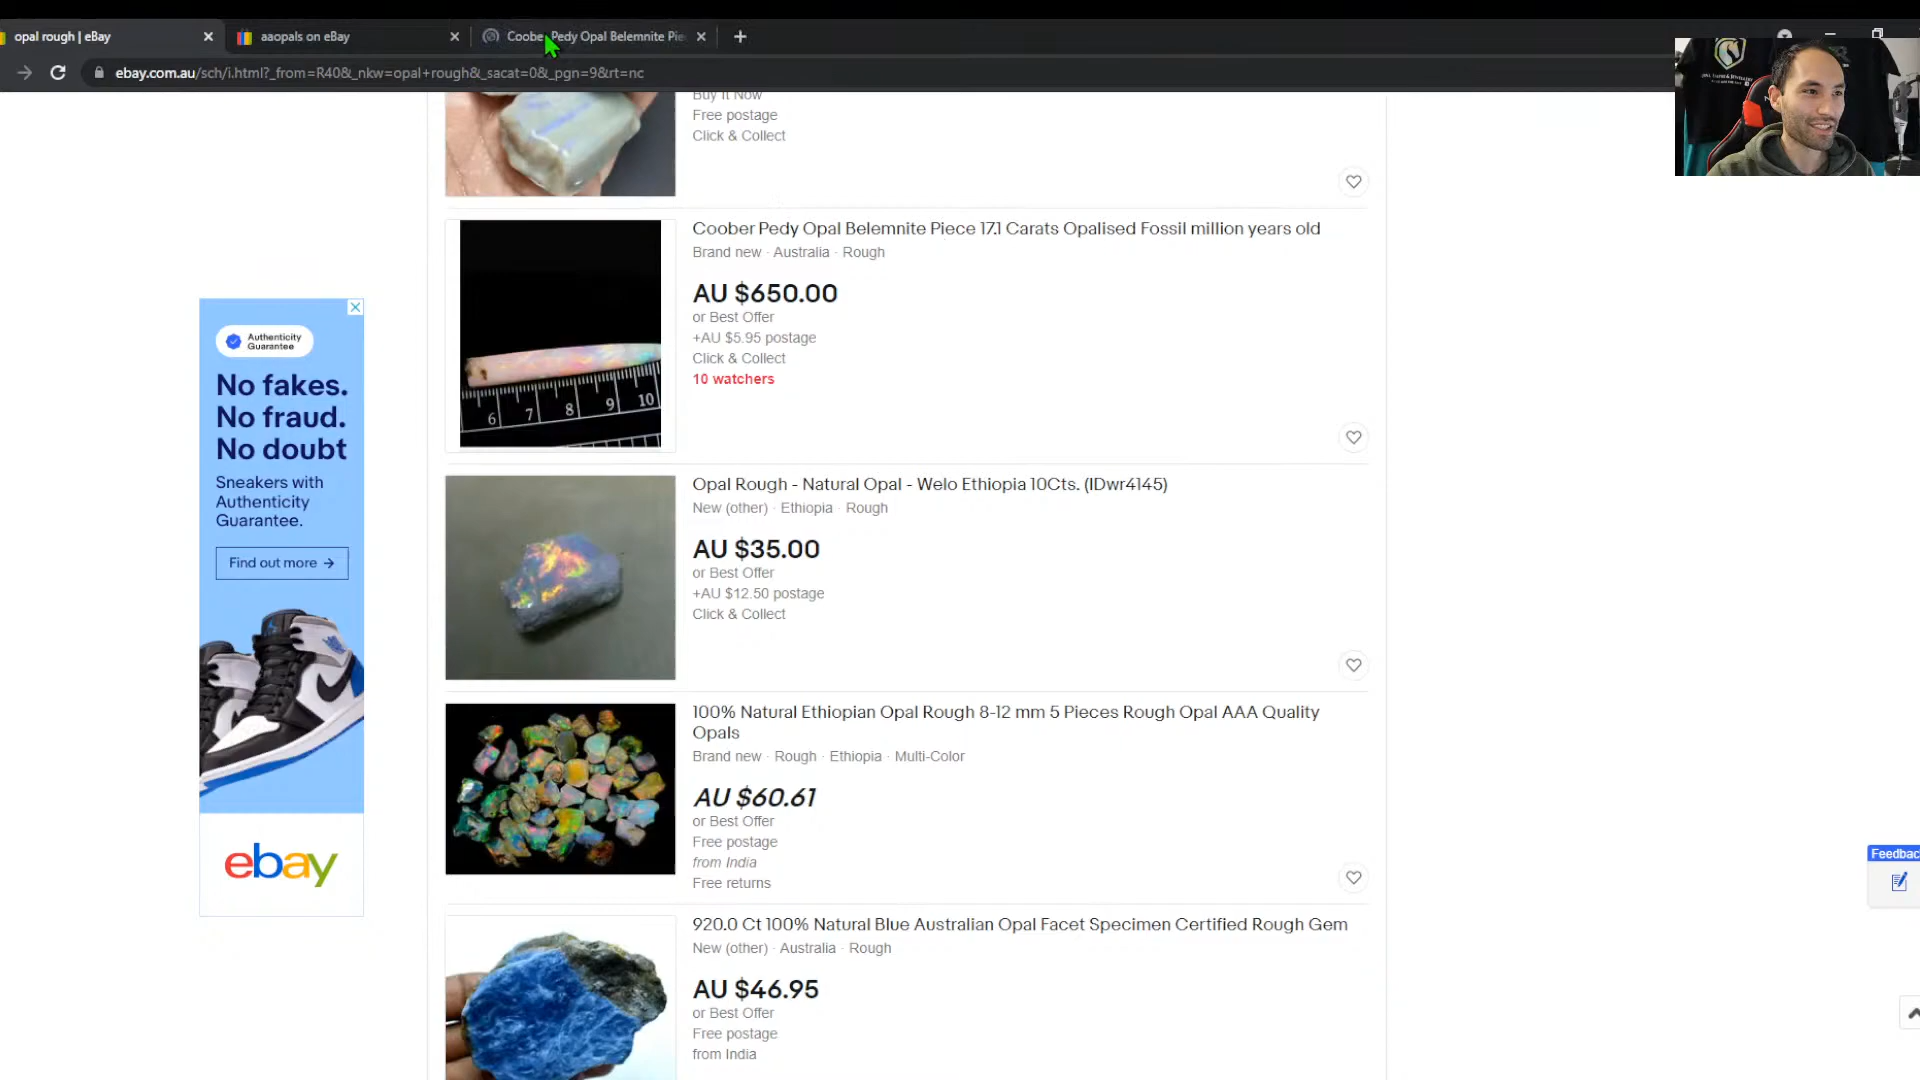 opal rough | eBay
aaopals on eBay
Coober Pedy Opal Belemnite Pie
ebay.com.au/sch/i.html?_from=R40&_nkw=opal+rough&_sacat=0&_pgn=9&rt=nc
Buy It Now
Free postage
Click & Collect
Coober Pedy Opal Belemnite Piece 17.1 Carats Opalised Fossil million years old
Brand new · Australia · Rough
AU $650.00
or Best Offer
+AU $5.95 postage
Click & Collect
10 watchers
6 7 8 9 10
Authenticity
Guarantee
No fakes.
No fraud.
No doubt
Sneakers with
Authenticity
Guarantee.
Find out more →
ebay
Opal Rough - Natural Opal - Welo Ethiopia 10Cts. (IDwr4145)
New (other) · Ethiopia · Rough
AU $35.00
or Best Offer
+AU $12.50 postage
Click & Collect
100% Natural Ethiopian Opal Rough 8-12 mm 5 Pieces Rough Opal AAA Quality
Opals
Brand new · Rough · Ethiopia · Multi-Color
AU $60.61
or Best Offer
Free postage
from India
Free returns
920.0 Ct 100% Natural Blue Australian Opal Facet Specimen Certified Rough Gem
New (other) · Australia · Rough
AU $46.95
or Best Offer
Free postage
from India
Feedbac